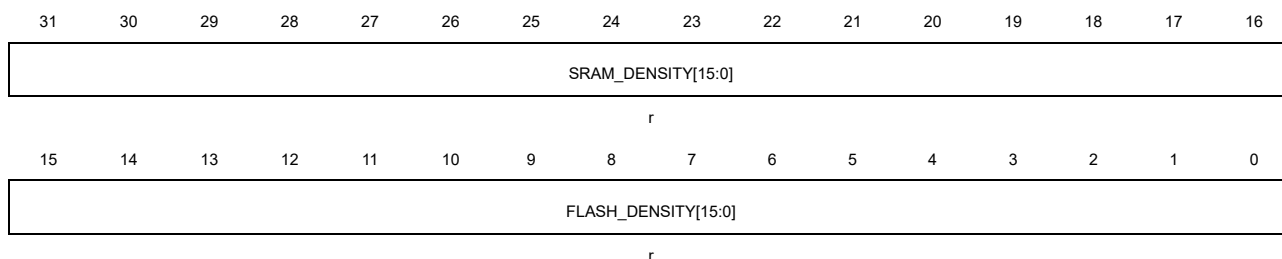 31 30 29 28 27 26 25 24 23 22 21 20 19 18 17 16
SRAM_DENSITY[15:0]
r
15 14 13 12 11 10 9 8 7 6 5 4 3 2 1 0
FLASH_DENSITY[15:0]
r